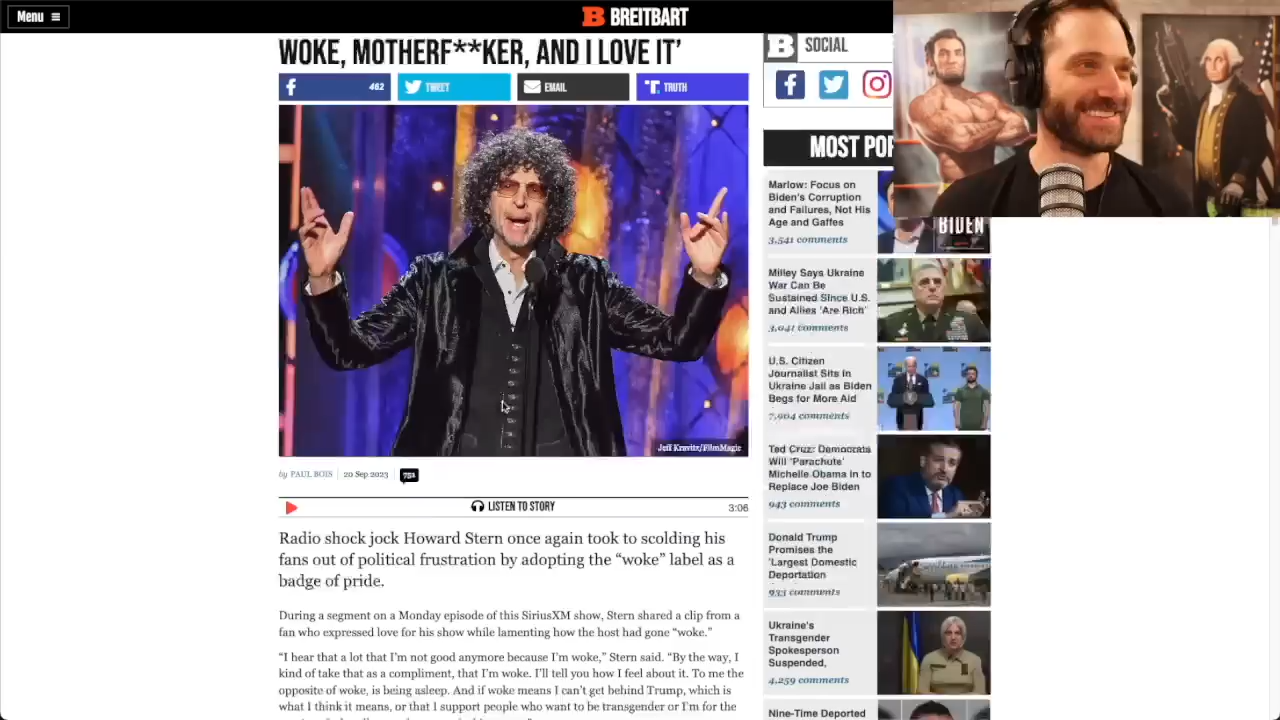 Menu
BREITBART
WOKE, MOTHERF**KER, AND I LOVE IT'
462
TWEET
EMAIL
TRUTH
Jeff Kravitz/FilmMagic
by PAUL BOIS
20 Sep 2023
LISTEN TO STORY
3:06
Radio shock jock Howard Stern once again took to scolding his
fans out of political frustration by adopting the “woke” label as a
badge of pride.
During a segment on a Monday episode of this SiriusXM show, Stern shared a clip from a
fan who expressed love for his show while lamenting how the host had gone “woke.”
“I hear that a lot that I’m not good anymore because I’m woke,” Stern said. “By the way, I
kind of take that as a compliment, that I’m woke. I’ll tell you how I feel about it. To me the
opposite of woke, is being asleep. And if woke means I can’t get behind Trump, which is
what I think it means, or that I support people who want to be transgender or I’m for the
B SOCIAL
MOST POP
Marlow: Focus on
Biden's Corruption
and Failures, Not His
Age and Gaffes
3,541 comments
BIDEN
Milley Says Ukraine
War Can Be
Sustained Since U.S.
and Allies 'Are Rich'
3,041 comments
U.S. Citizen
Journalist Sits in
Ukraine Jail as Biden
Begs for More Aid
7,904 comments
Ted Cruz: Democrats
Will 'Parachute'
Michelle Obama In to
Replace Joe Biden
943 comments
Donald Trump
Promises the
'Largest Domestic
Deportation
933 comments
Ukraine's
Transgender
Spokesperson
Suspended,
4,259 comments
Nine-Time Deported